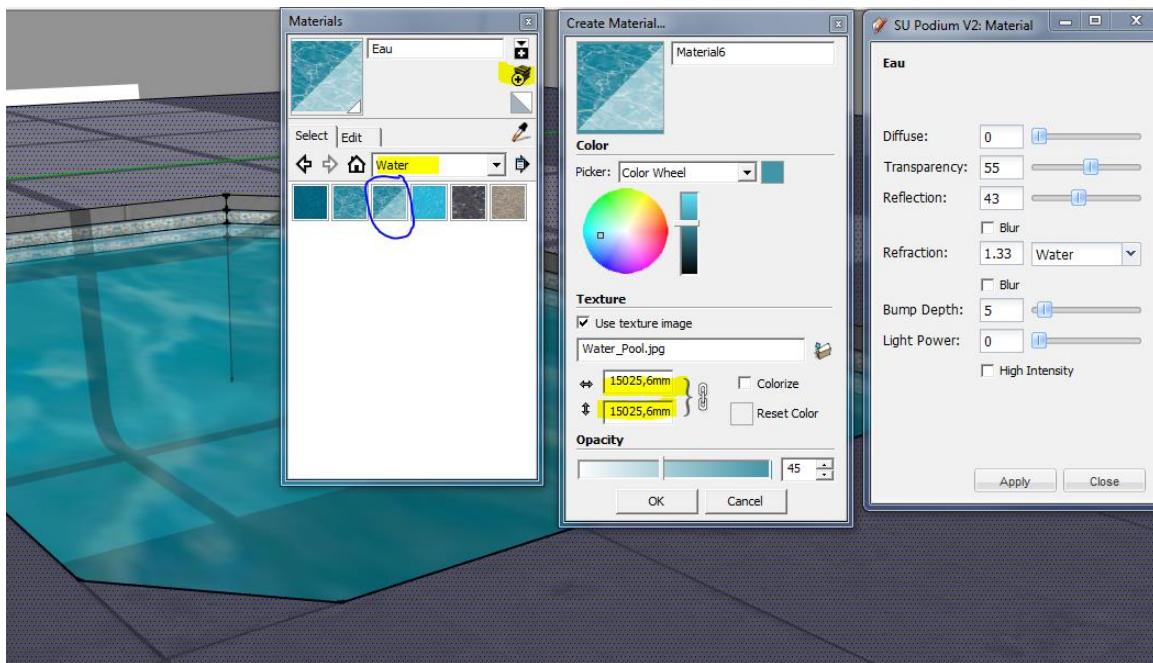 Materials
Eau
Select
Edit
Water
Create Material...
Material6
Color
Picker:
Color Wheel
Texture
Use texture image
Water_Pool.jpg
15025,6mm
Colorize
15025,6mm
Reset Color
Opacity
45
OK
Cancel
SU Podium V2: Material
Eau
Diffuse:
0
Transparency:
55
Reflection:
43
Blur
Refraction:
1.33
Water
Blur
Bump Depth:
5
Light Power:
0
High Intensity
Apply
Close